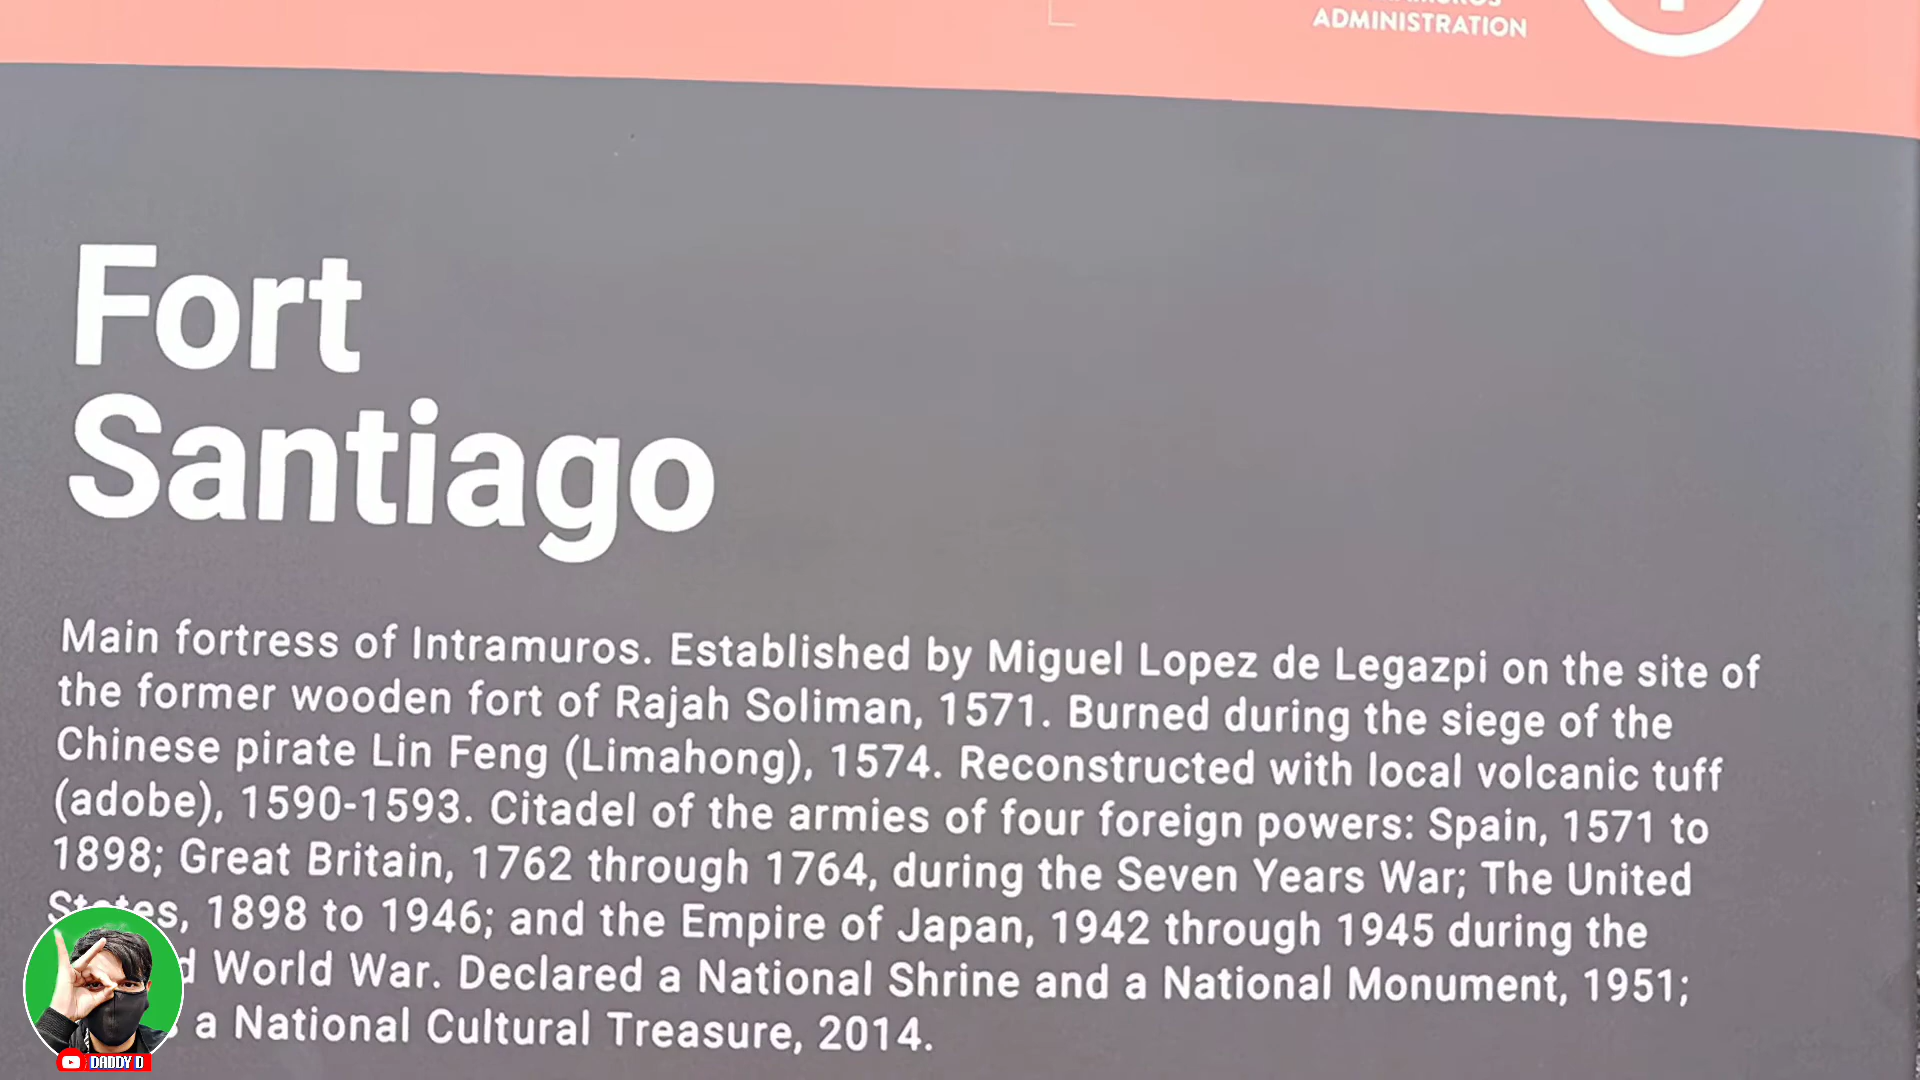 ADMINISTRATION
Fort
Santiago
Main fortress of Intramuros. Established by Miguel Lopez de Legazpi on the site of
the former wooden fort of Rajah Soliman, 1571. Burned during the siege of the
Chinese pirate Lin Feng (Limahong), 1574. Reconstructed with local volcanic tuff
(adobe), 1590-1593. Citadel of the armies of four foreign powers: Spain, 1571 to
1898; Great Britain, 1762 through 1764, during the Seven Years War; The United
States, 1898 to 1946; and the Empire of Japan, 1942 through 1945 during the
World War. Declared a National Shrine and a National Monument, 1951;
a National Cultural Treasure, 2014.
DADDY D